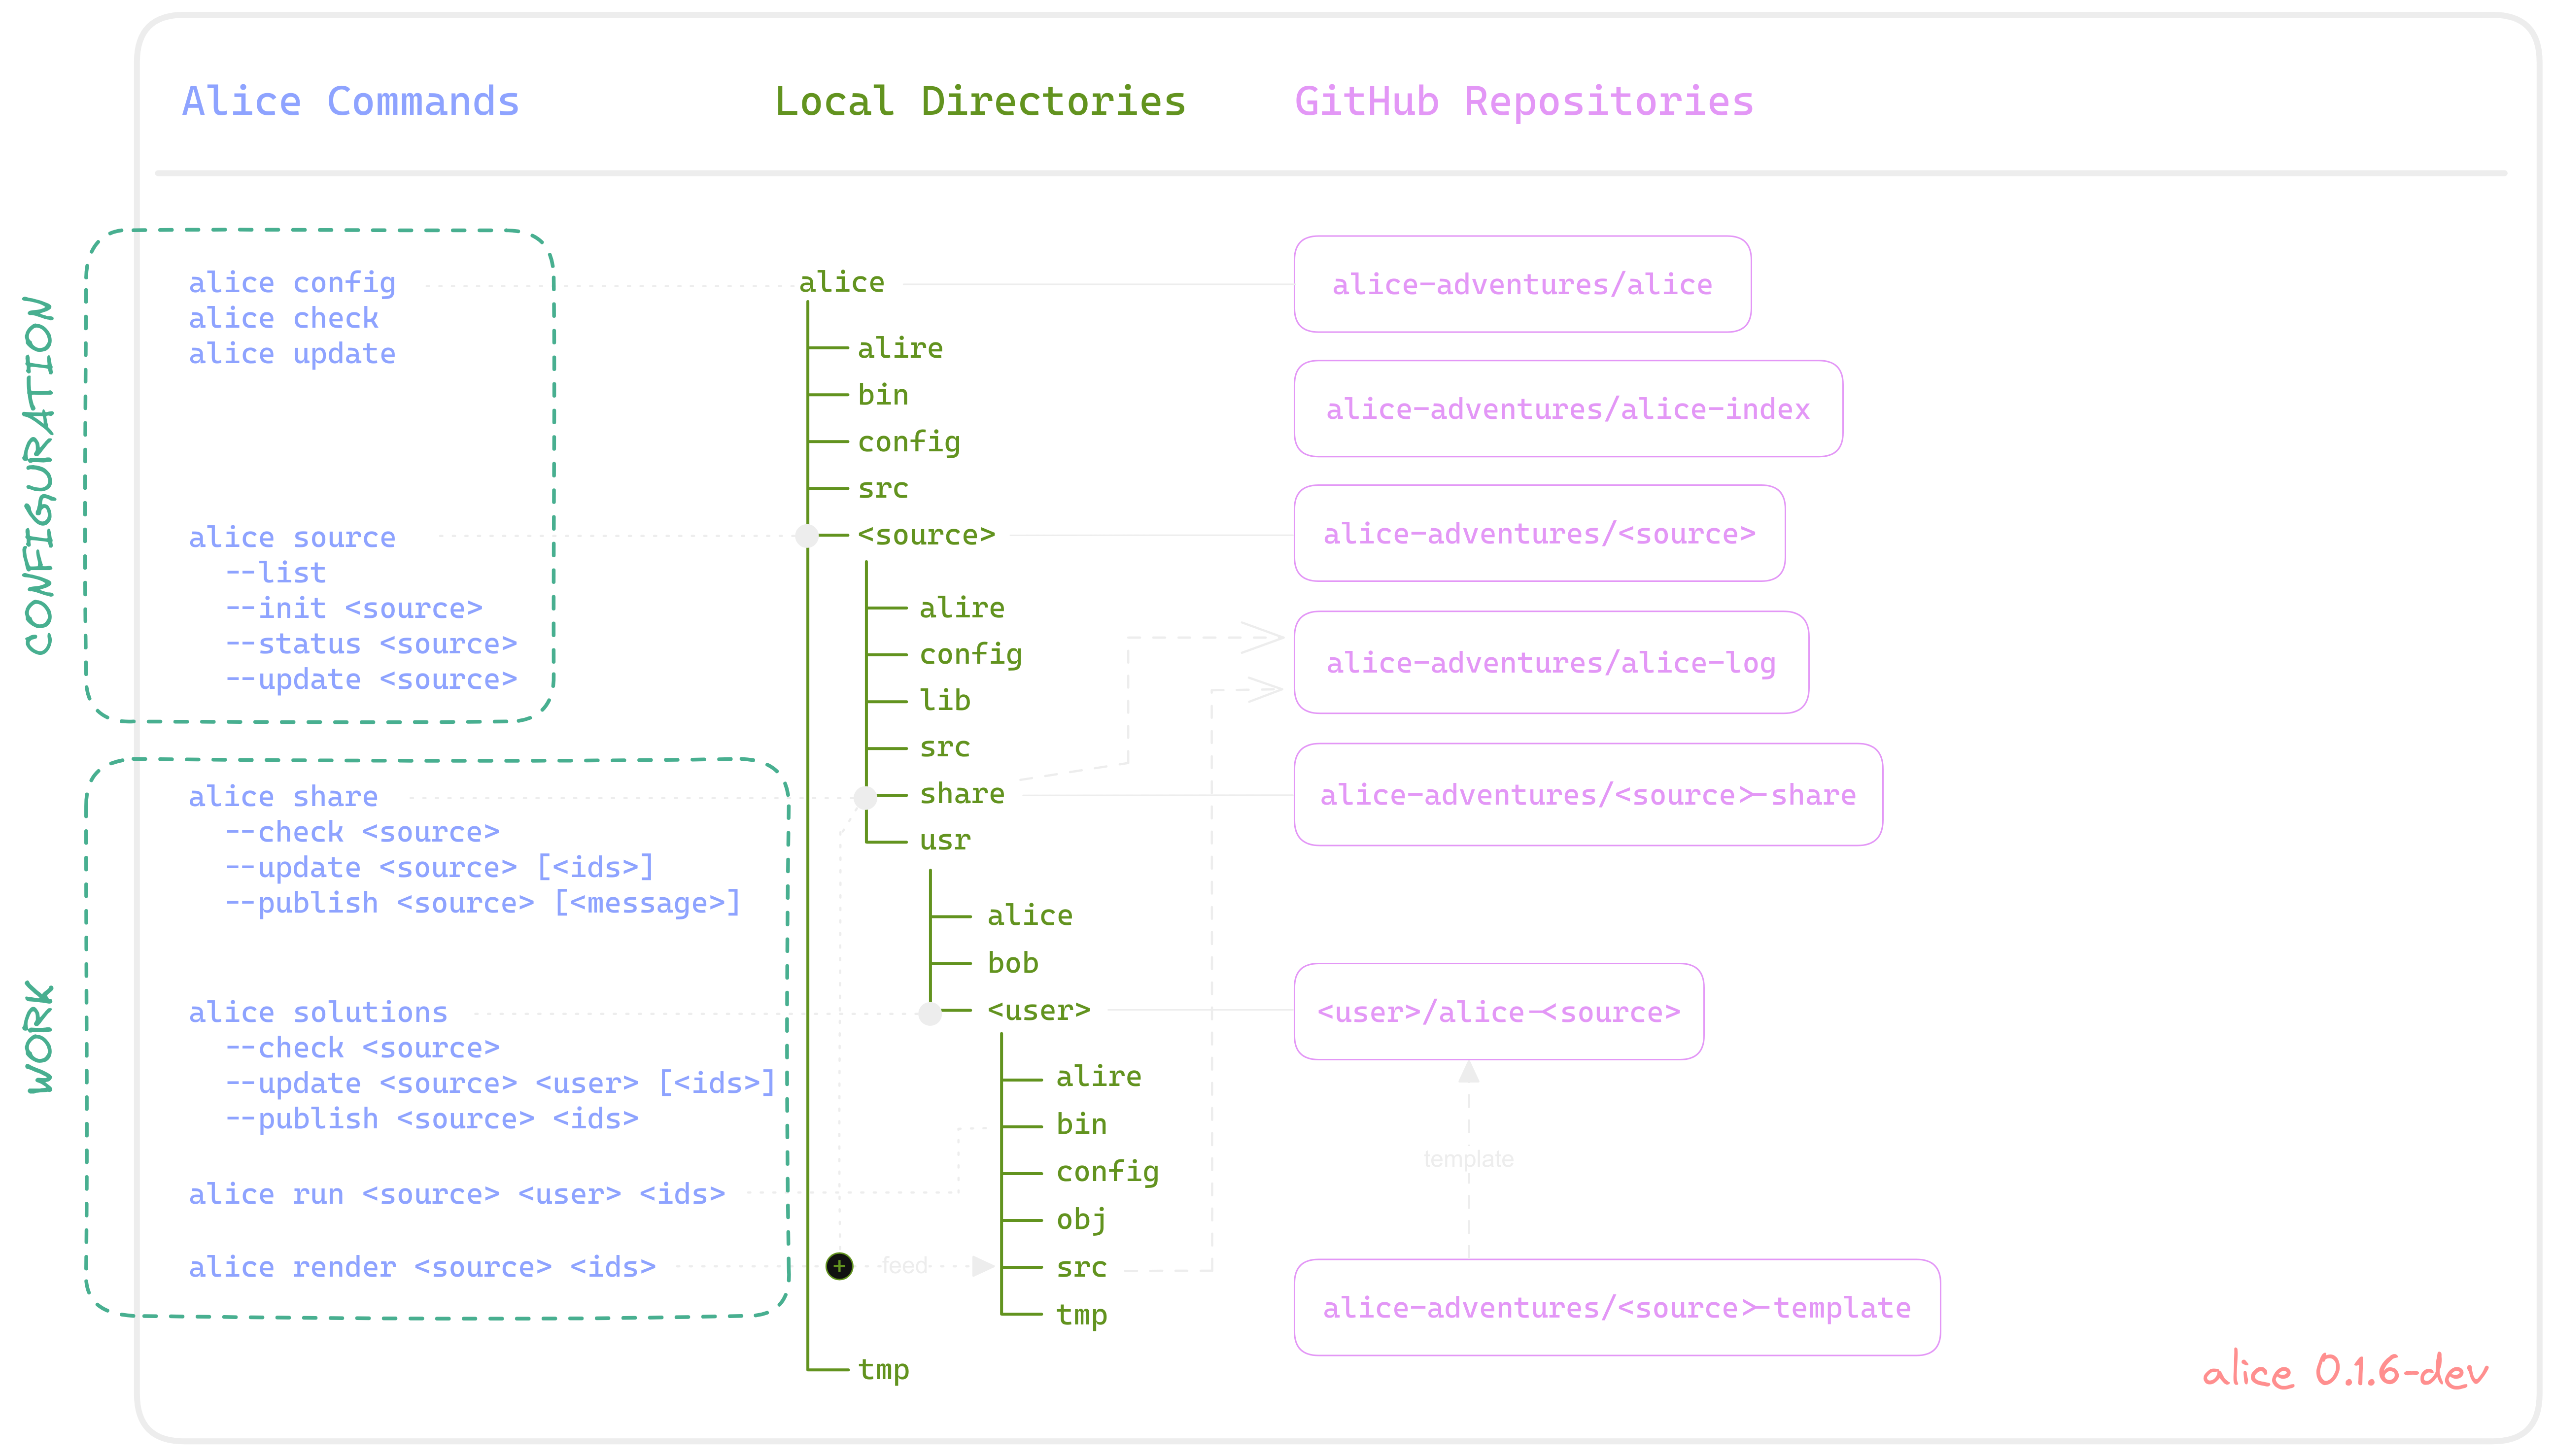 Alice Commands
Local Directories
GitHub Repositories
CONFIGURATION
alice config
alice check
alice update
alice source
--list
--init <source>
--status <source>
--update <source>
WORK
alice share
--check <source>
--update <source> [<ids>]
--publish <source> [<message>]
alice solutions
--check <source>
--update <source> <user> [<ids>]
--publish <source> <ids>
alice run <source> <user> <ids>
alice render <source> <ids>
alice
alire
bin
config
src
<source>
alire
config
lib
src
share
usr
alice
bob
<user>
alire
bin
config
obj
src
tmp
tmp
+
feed
alice-adventures/alice
alice-adventures/alice-index
alice-adventures/<source>
alice-adventures/alice-log
alice-adventures/<source>-share
<user>/alice-<source>
template
alice-adventures/<source>-template
alice 0.1.6-dev